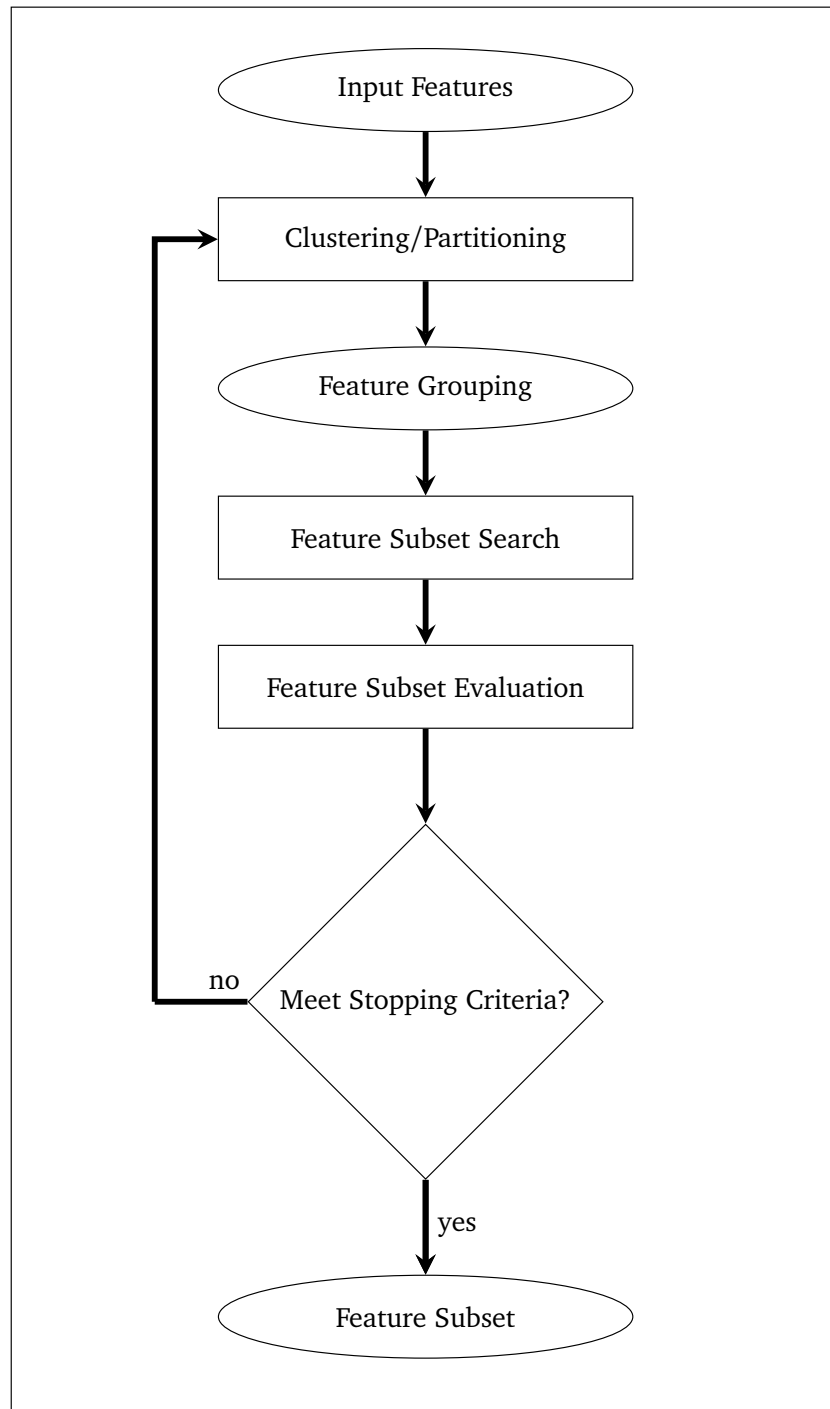 Input Features
Clustering/Partitioning
Feature Grouping
Feature Subset Search
Feature Subset Evaluation
no
Meet Stopping Criteria?
yes
Feature Subset